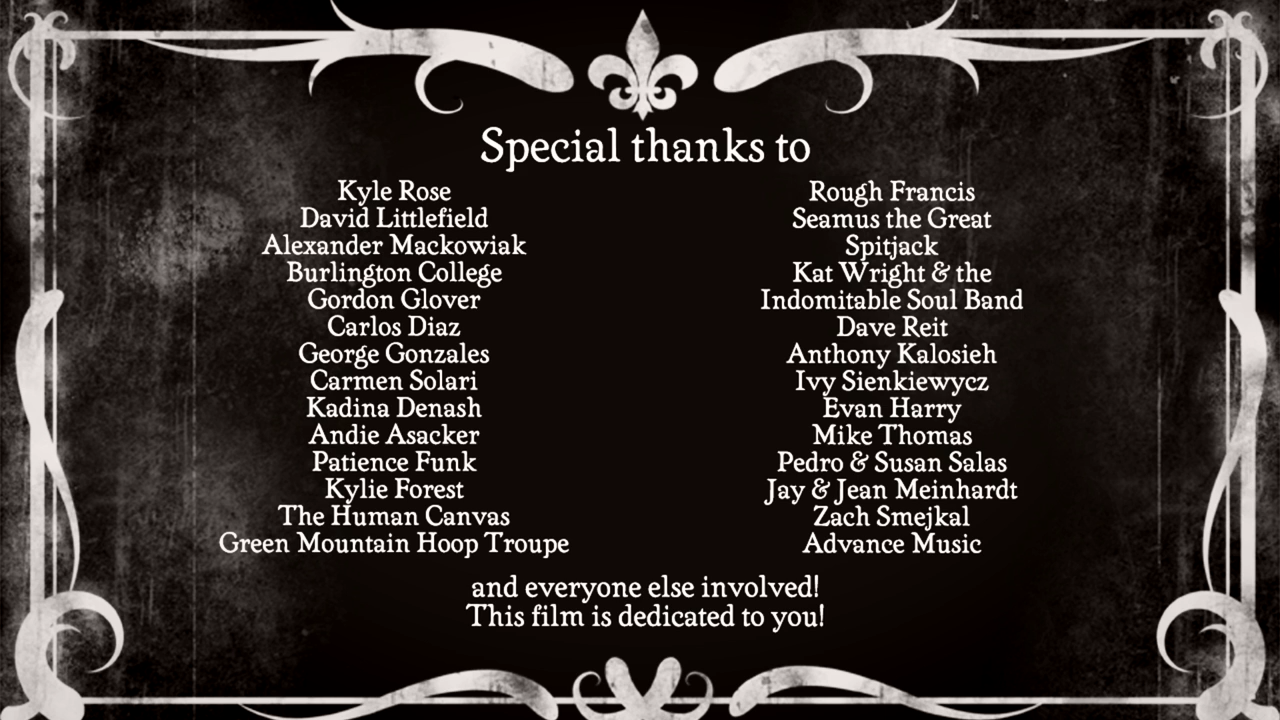 Special thanks to
Kyle Rose
David Littlefield
Alexander Mackowiak
Burlington College
Gordon Glover
Carlos Diaz
George Gonzales
Carmen Solari
Kadina Denash
Andie Asacker
Patience Funk
Kylie Forest
The Human Canvas
Green Mountain Hoop Troupe
Rough Francis
Seamus the Great
Spitjack
Kat Wright & the
Indomitable Soul Band
Dave Reit
Anthony Kalosieh
Ivy Sienkiewycz
Evan Harry
Mike Thomas
Pedro & Susan Salas
Jay & Jean Meinhardt
Zach Smejkal
Advance Music
and everyone else involved!
This film is dedicated to you!